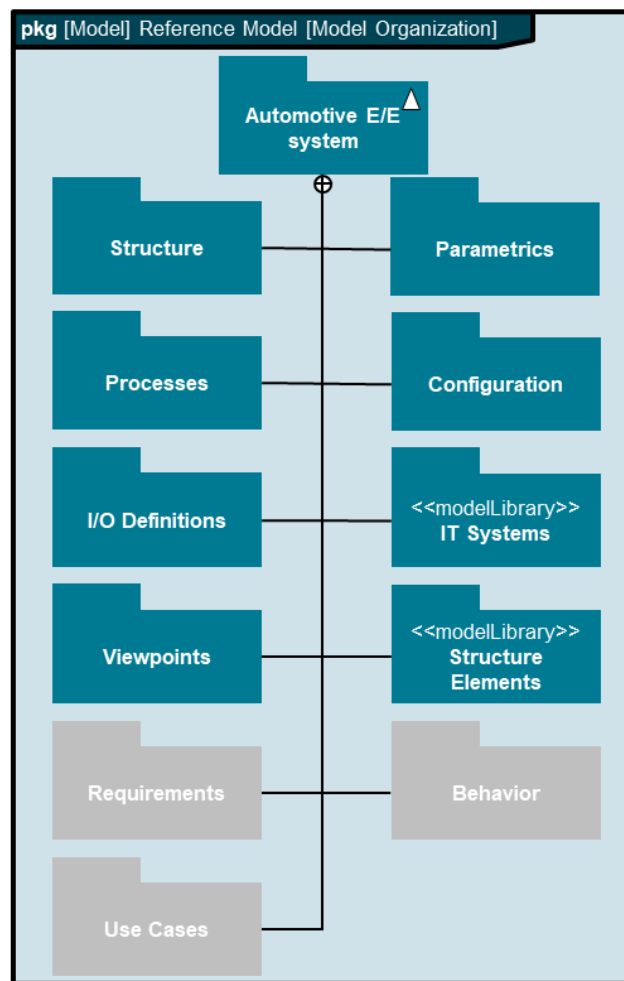 pkg [Model] Reference Model [Model Organization]
Automotive E/E
system
Structure
Parametrics
Processes
Configuration
I/O Definitions
<<modelLibrary>>
IT Systems
Viewpoints
<<modelLibrary>>
Structure
Elements
Requirements
Behavior
Use Cases